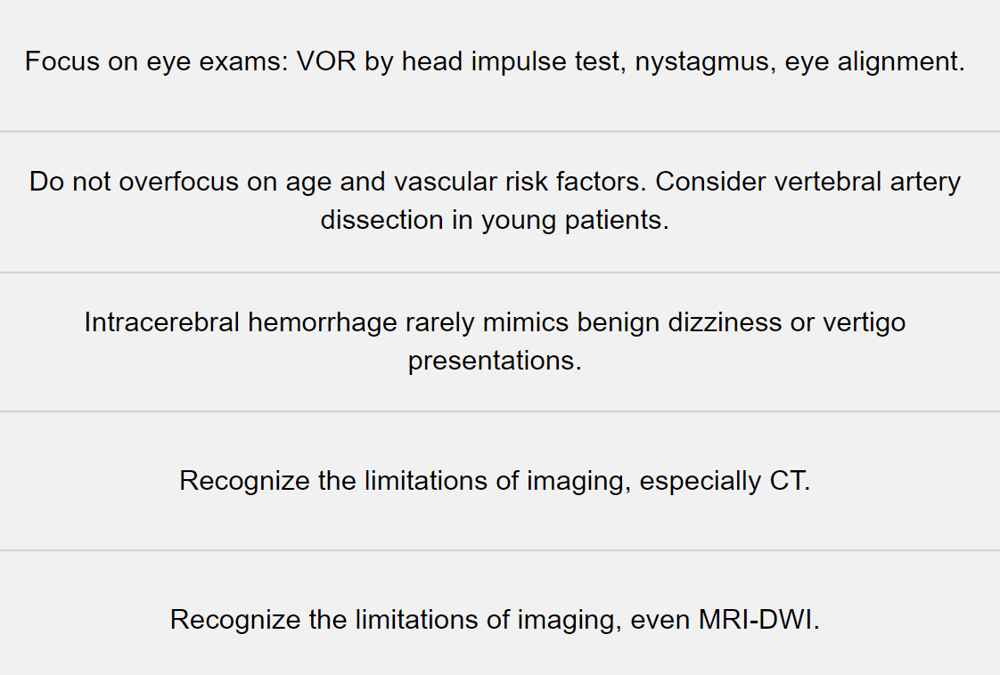 Focus on eye exams: VOR by head impulse test, nystagmus, eye alignment.
Do not overfocus on age and vascular risk factors. Consider vertebral artery
dissection in young patients.
Intracerebral hemorrhage rarely mimics benign dizziness or vertigo
presentations.
Recognize the limitations of imaging, especially CT.
Recognize the limitations of imaging, even MRI-DWI.